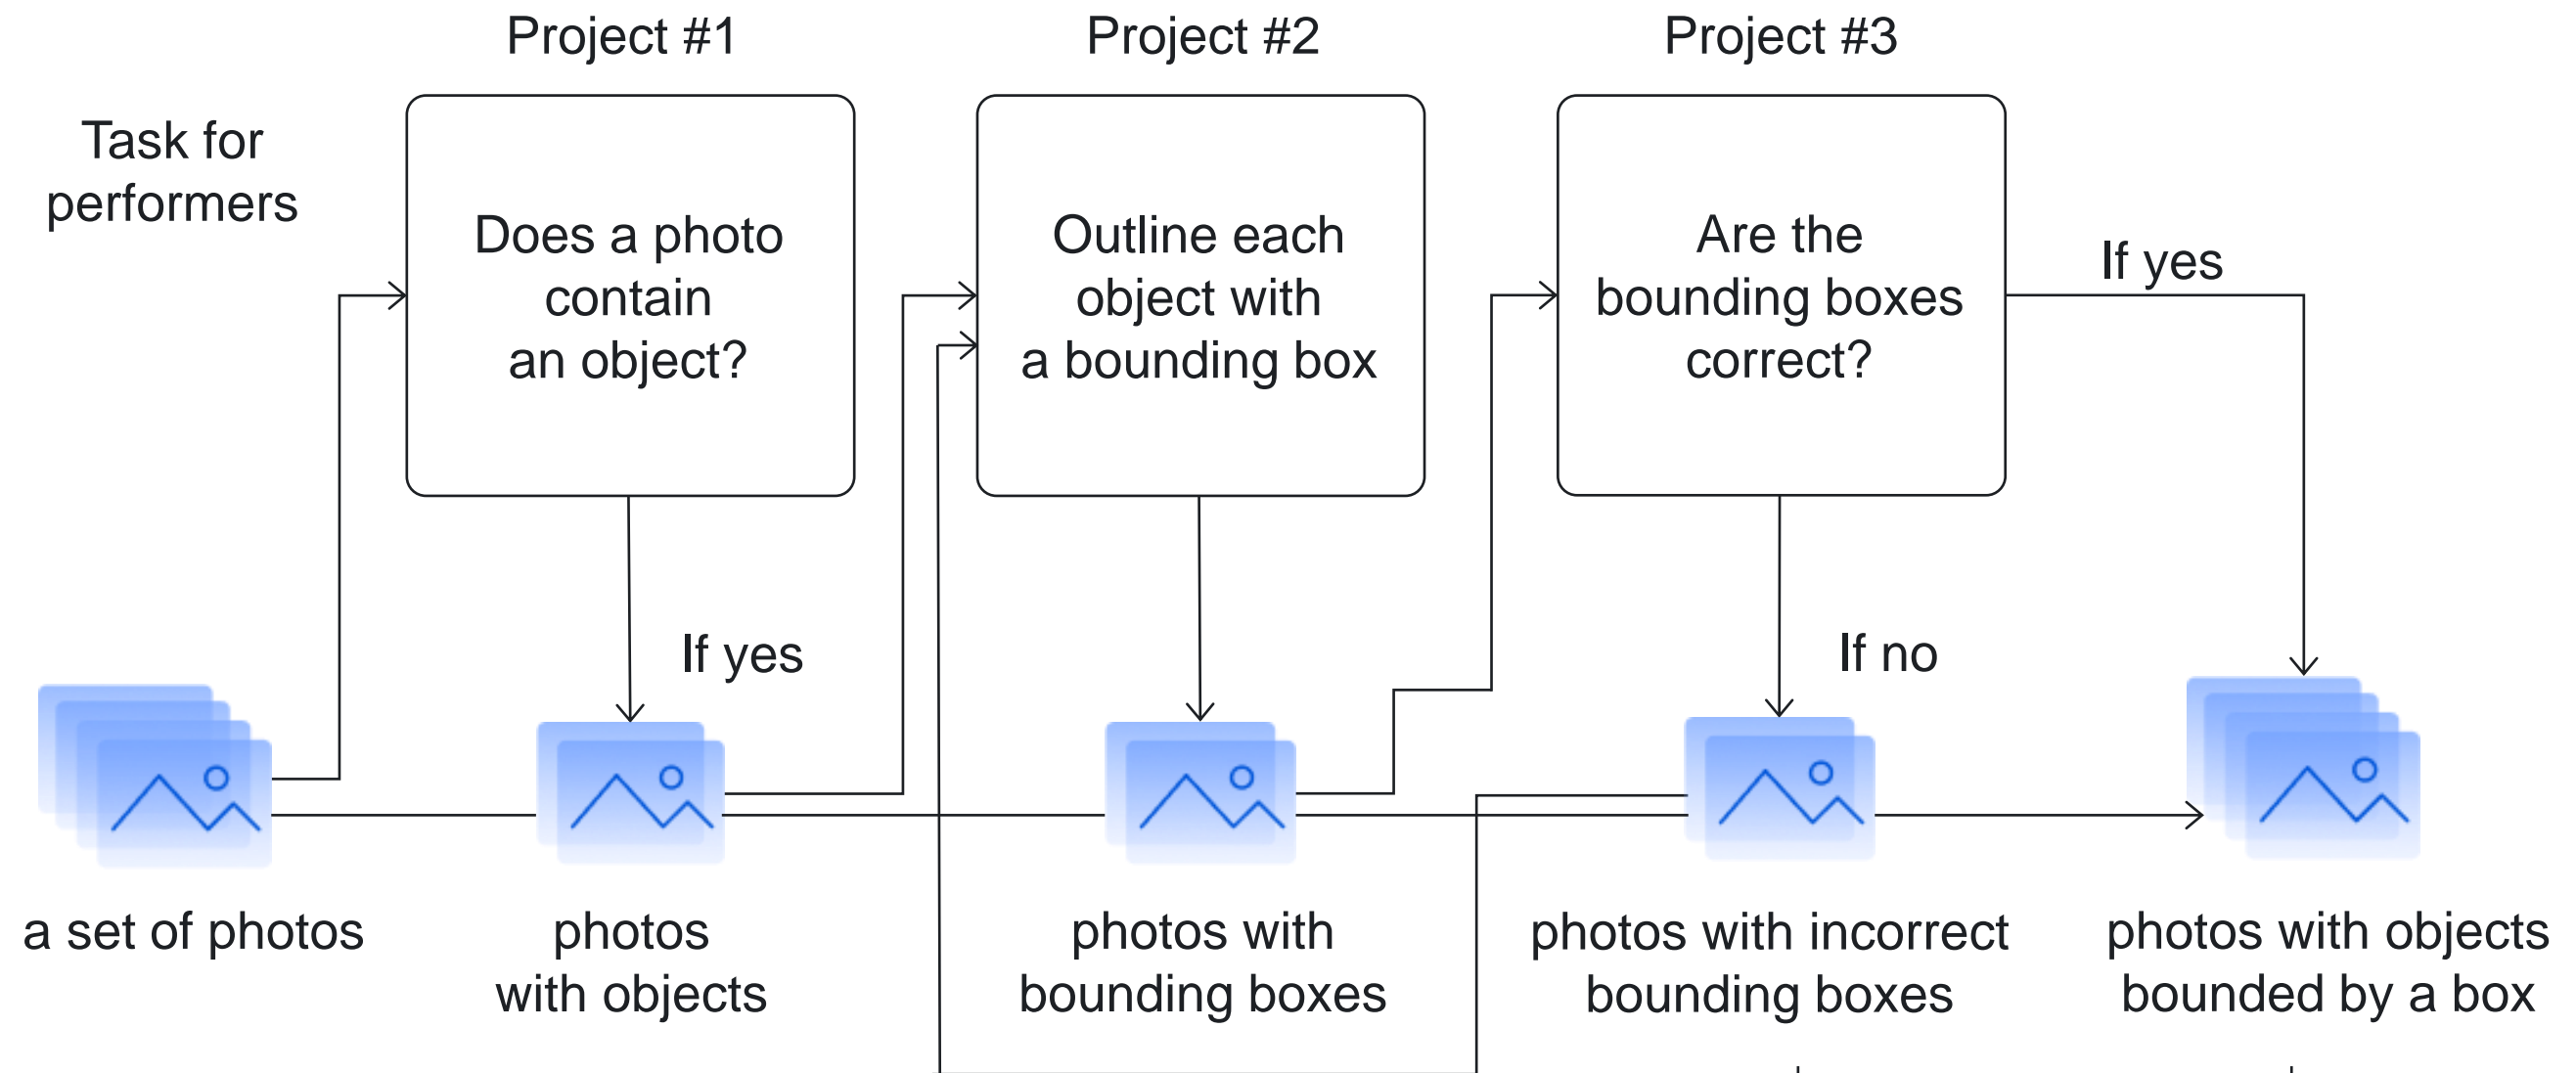 Project #1
Project #2
Project #3
Task for
performers
Does a photo
contain
an object?
Outline each
object with
a bounding box
Are the
bounding boxes
correct?
If yes
If yes
If no
a set of photos
photos
with objects
photos with
bounding boxes
photos with incorrect
bounding boxes
photos with objects
bounded by a box